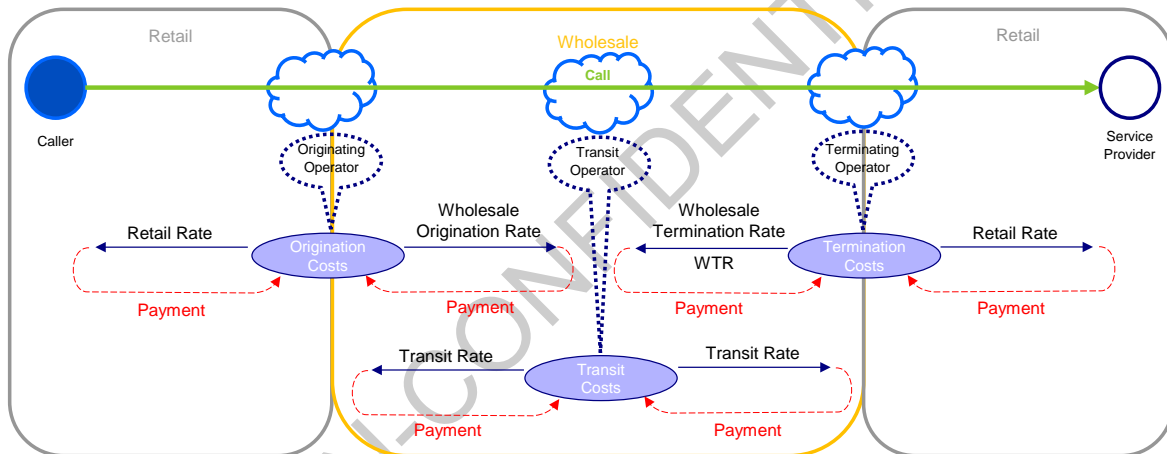 Retail
Wholesale
Retail
Call
Caller
Service
Provider
Originating
Operator
Transit
Operator
Terminating
Operator
Retail Rate
Wholesale
Origination Rate
Wholesale
Termination Rate
WTR
Retail Rate
Origination
Costs
Termination
Costs
Payment
Payment
Payment
Payment
Transit Rate
Transit Rate
Transit
Costs
Payment
Payment
-CONFIDENT